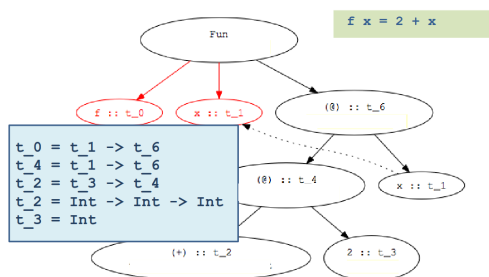 Fun
f x = 2 + x
f :: t_0
x :: t_1
(@) :: t_6
t_0 = t_1 -> t_6
t_4 = t_1 -> t_6
t_2 = t_3 -> t_4
t_2 = Int -> Int -> Int
t_3 = Int
(@) :: t_4
x :: t_1
(+) :: t_2
2 :: t_3